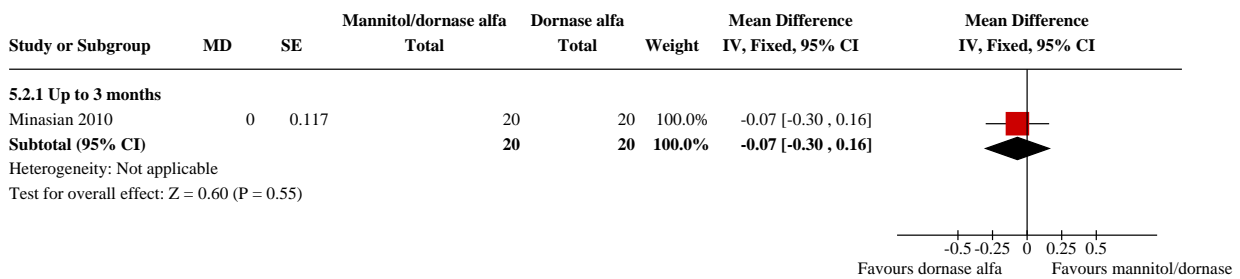 Mannitol/dornase alfa Dornase alfa Mean Difference Mean Difference
Study or Subgroup MD SE Total Total Weight IV, Fixed, 95% CI IV, Fixed, 95% CI
5.2.1 Up to 3 months
Minasian 2010 0 0.117 20 20 100.0% -0.07 [-0.30 , 0.16]
Subtotal (95% CI) 20 20 100.0% -0.07 [-0.30 , 0.16]
Heterogeneity: Not applicable
Test for overall effect: Z = 0.60 (P = 0.55)
-0.5 -0.25 0 0.25 0.5
Favours dornase alfa Favours mannitol/dornase